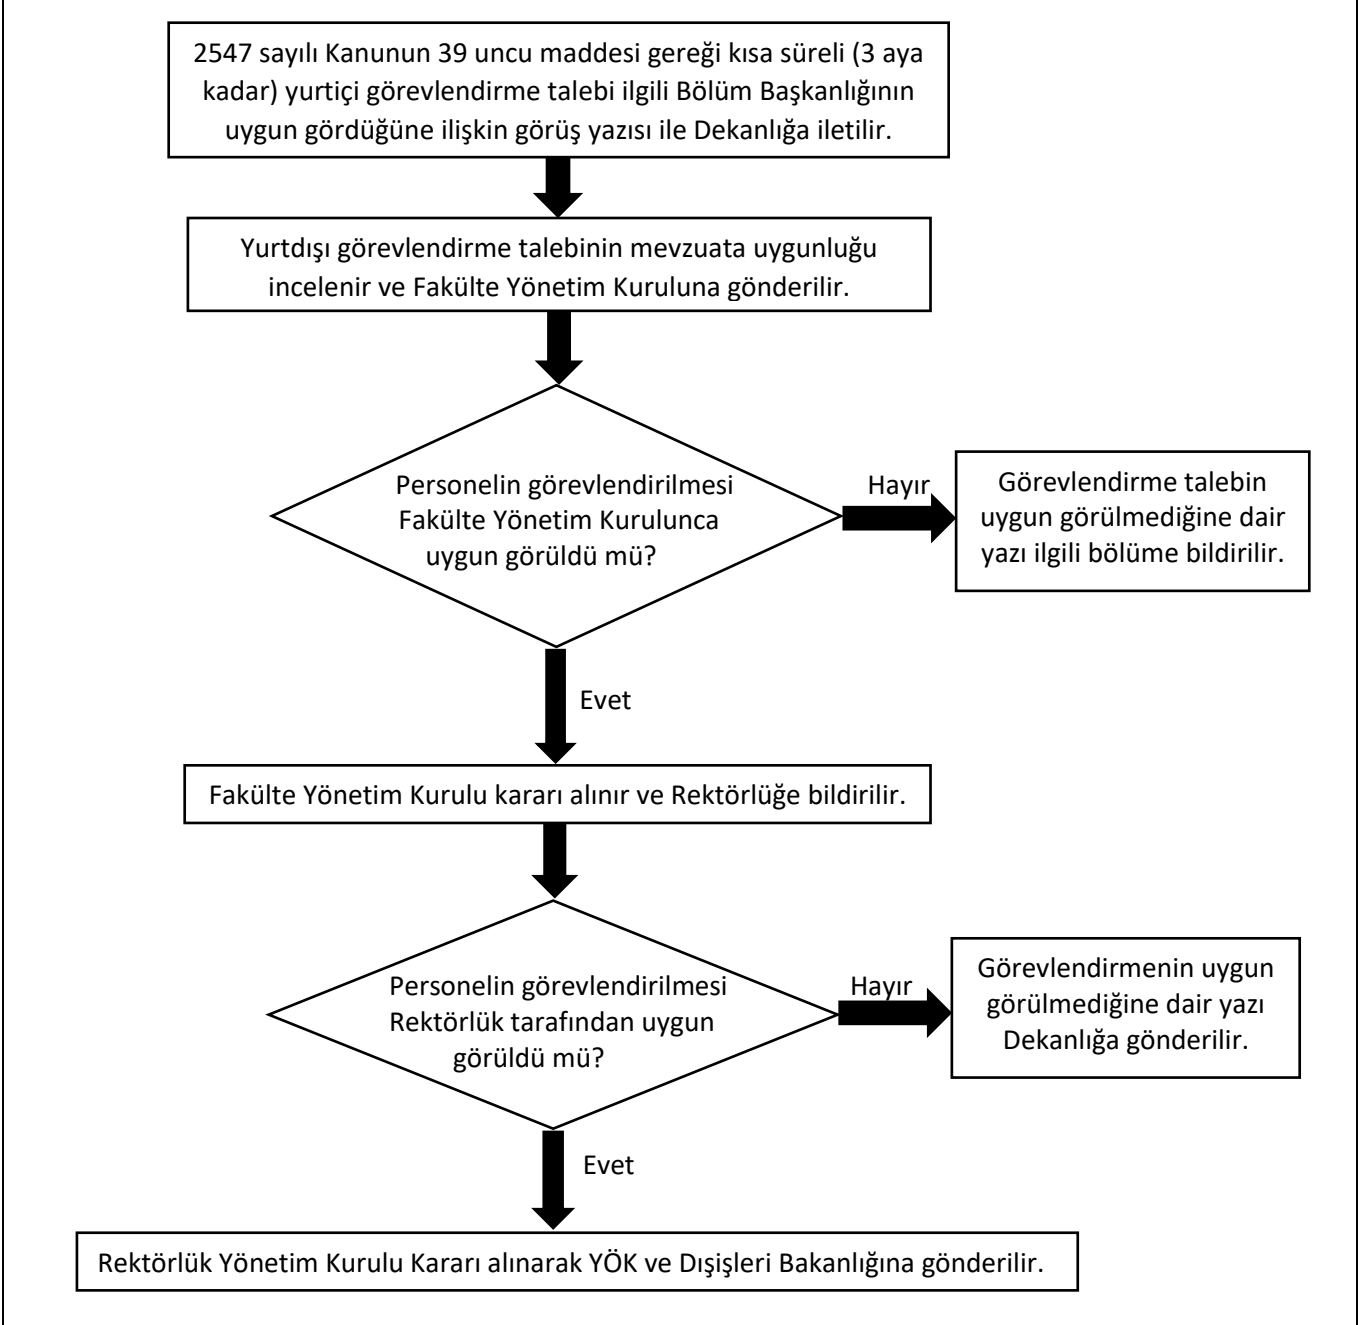 2547 sayılı Kanunun 39 uncu maddesi gereği kısa süreli (3 aya
kadar) yurtiçi görevlendirme talebi ilgili Bölüm Başkanlığının
uygun gördüğüne ilişkin görüş yazısı ile Dekanlığa iletilir.
Yurtdışı görevlendirme talebinin mevzuata uygunluğu
incelenir ve Fakülte Yönetim Kuruluna gönderilir.
Personelin görevlendirilmesi
Fakülte Yönetim Kurulunca
uygun görüldü mü?
Hayır
Görevlendirme talebin
uygun görülmediğine dair
yazı ilgili bölüme bildirilir.
Evet
Fakülte Yönetim Kurulu kararı alınır ve Rektörlüğe bildirilir.
Personelin görevlendirilmesi
Rektörlük tarafından uygun
görüldü mü?
Hayır
Görevlendirmenin uygun
görülmediğine dair yazı
Dekanlığa gönderilir.
Evet
Rektörlük Yönetim Kurulu Kararı alınarak YÖK ve Dışişleri Bakanlığına gönderilir.